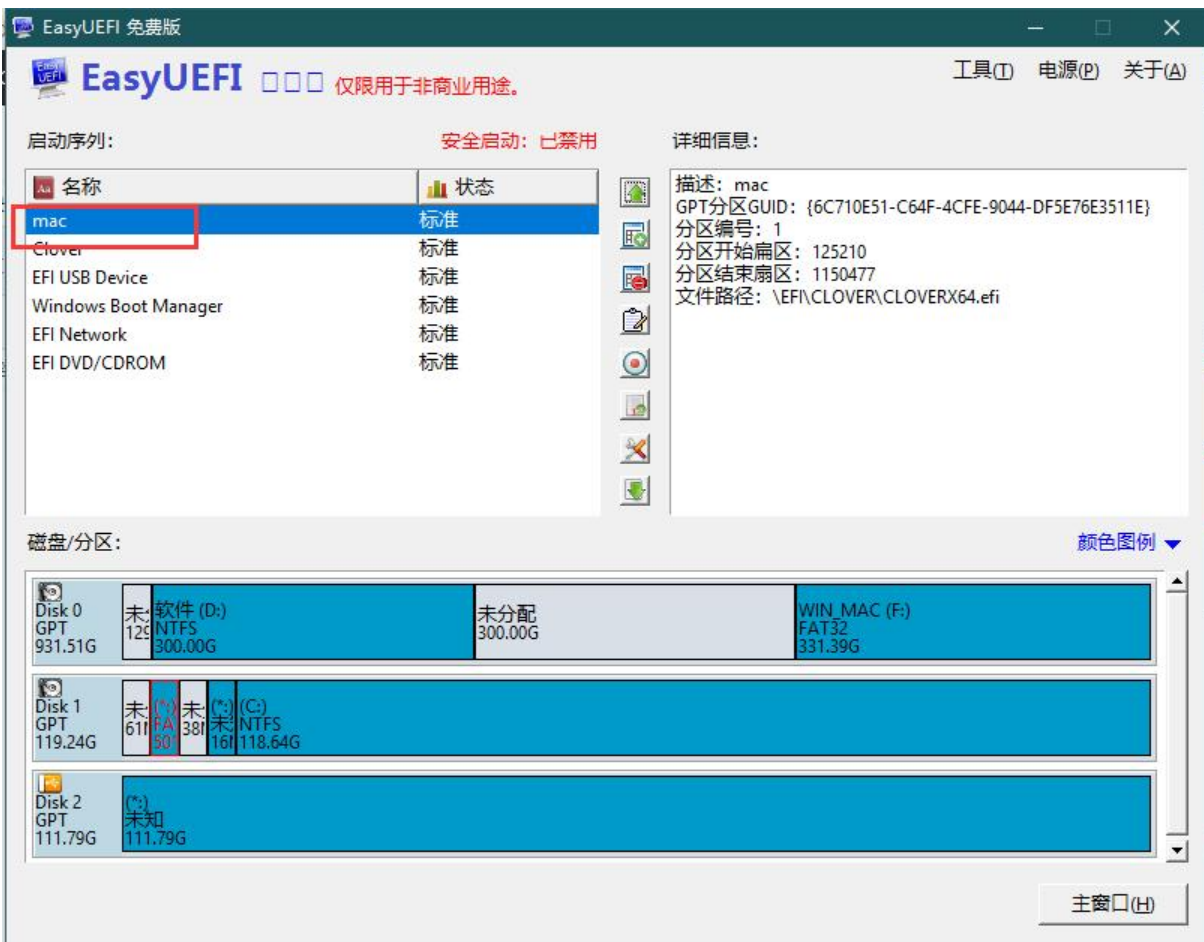 EasyUEFI 免费版
EasyUEFI 仅限用于非商业用途。
工具(T) 电源(P) 关于(A)
启动序列: 安全启动: 已禁用
名称 状态
mac 标准
Clover 标准
EFI USB Device 标准
Windows Boot Manager 标准
EFI Network 标准
EFI DVD/CDROM 标准
详细信息:
描述: mac
GPT分区GUID: {6C710E51-C64F-4CFE-9044-DF5E76E3511E}
分区编号: 1
分区开始扇区: 125210
分区结束扇区: 1150477
文件路径: \EFI\CLOVER\CLOVERX64.efi
磁盘/分区:
颜色图例
Disk 0
GPT
931.51G
软件 (D:)
NTFS
300.00G
未分配
300.00G
WIN_MAC (F:)
FAT32
331.39G
Disk 1
GPT
119.24G
(*:)
FA
(*:)
(C:)
NTFS
118.64G
Disk 2
GPT
111.79G
(*:)
未知
111.79G
主窗口(H)